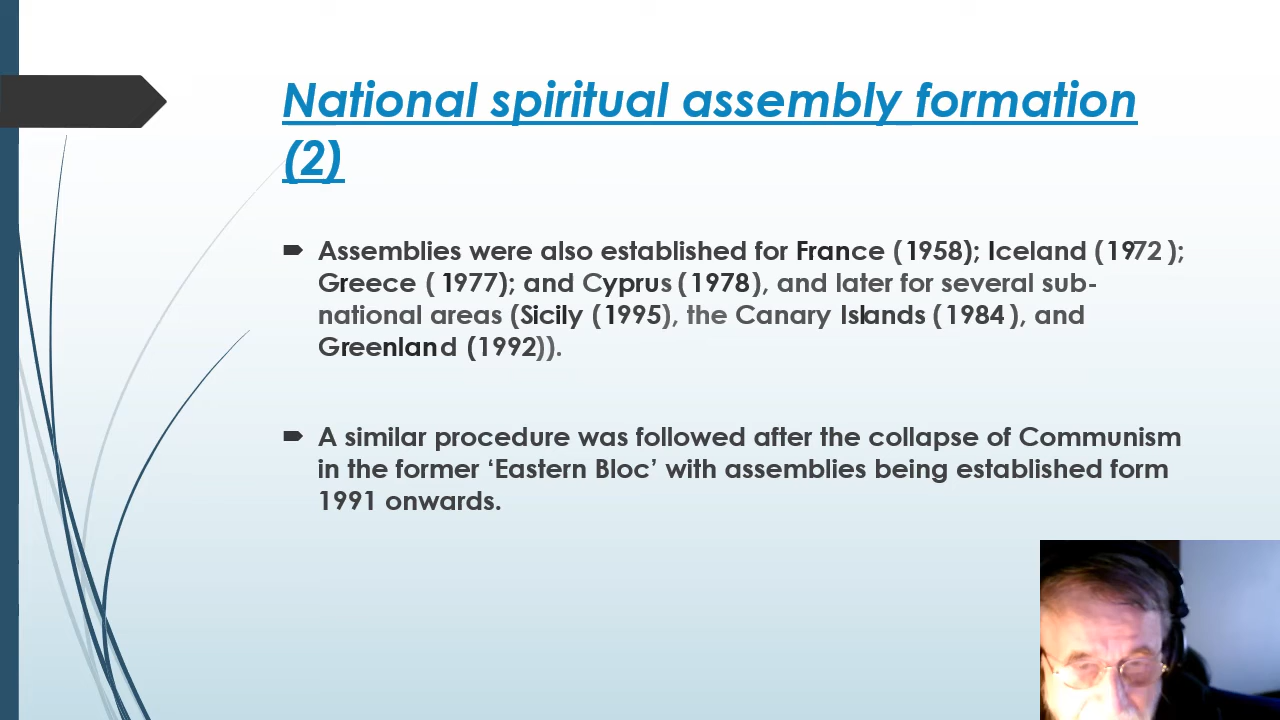 National spiritual assembly formation
(2)
Assemblies were also established for France (1958); Iceland (1972 );
Greece ( 1977); and Cyprus (1978), and later for several sub-
national areas (Sicily (1995), the Canary Islands (1984 ), and
Greenland (1992)).
A similar procedure was followed after the collapse of Communism
in the former ‘Eastern Bloc’ with assemblies being established form
1991 onwards.